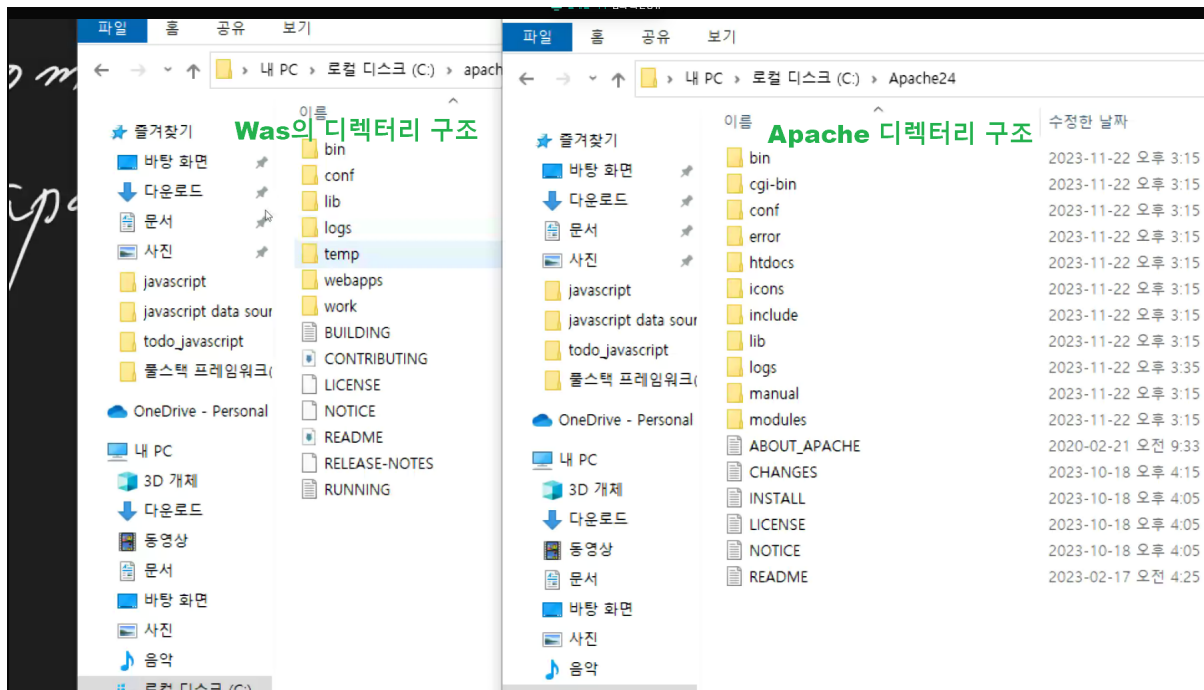 파일 홈 공유 보기
내 PC > 로컬 디스크 (C:) > apach
이름
Was의 디렉터리 구조
즐겨찾기
바탕 화면
다운로드
문서
사진
javascript
javascript data sour
todo_javascript
풀스택 프레임워크(
OneDrive - Personal
내 PC
3D 개체
다운로드
동영상
문서
바탕 화면
사진
음악
로컬 디스크 (C:)
bin
conf
lib
logs
temp
webapps
work
BUILDING
CONTRIBUTING
LICENSE
NOTICE
README
RELEASE-NOTES
RUNNING
파일 홈 공유 보기
내 PC > 로컬 디스크 (C:) > Apache24
즐겨찾기
바탕 화면
다운로드
문서
사진
javascript
javascript data sour
todo_javascript
풀스택 프레임워크(
OneDrive - Personal
내 PC
3D 개체
다운로드
동영상
문서
바탕 화면
사진
음악
이름 수정한 날짜
Apache 디렉터리 구조
bin 2023-11-22 오후 3:15
cgi-bin 2023-11-22 오후 3:15
conf 2023-11-22 오후 3:15
error 2023-11-22 오후 3:15
htdocs 2023-11-22 오후 3:15
icons 2023-11-22 오후 3:15
include 2023-11-22 오후 3:15
lib 2023-11-22 오후 3:15
logs 2023-11-22 오후 3:35
manual 2023-11-22 오후 3:15
modules 2023-11-22 오후 3:15
ABOUT_APACHE 2020-02-21 오전 9:33
CHANGES 2023-10-18 오후 4:15
INSTALL 2023-10-18 오후 4:05
LICENSE 2023-10-18 오후 4:05
NOTICE 2023-10-18 오후 4:05
README 2023-02-17 오전 4:25